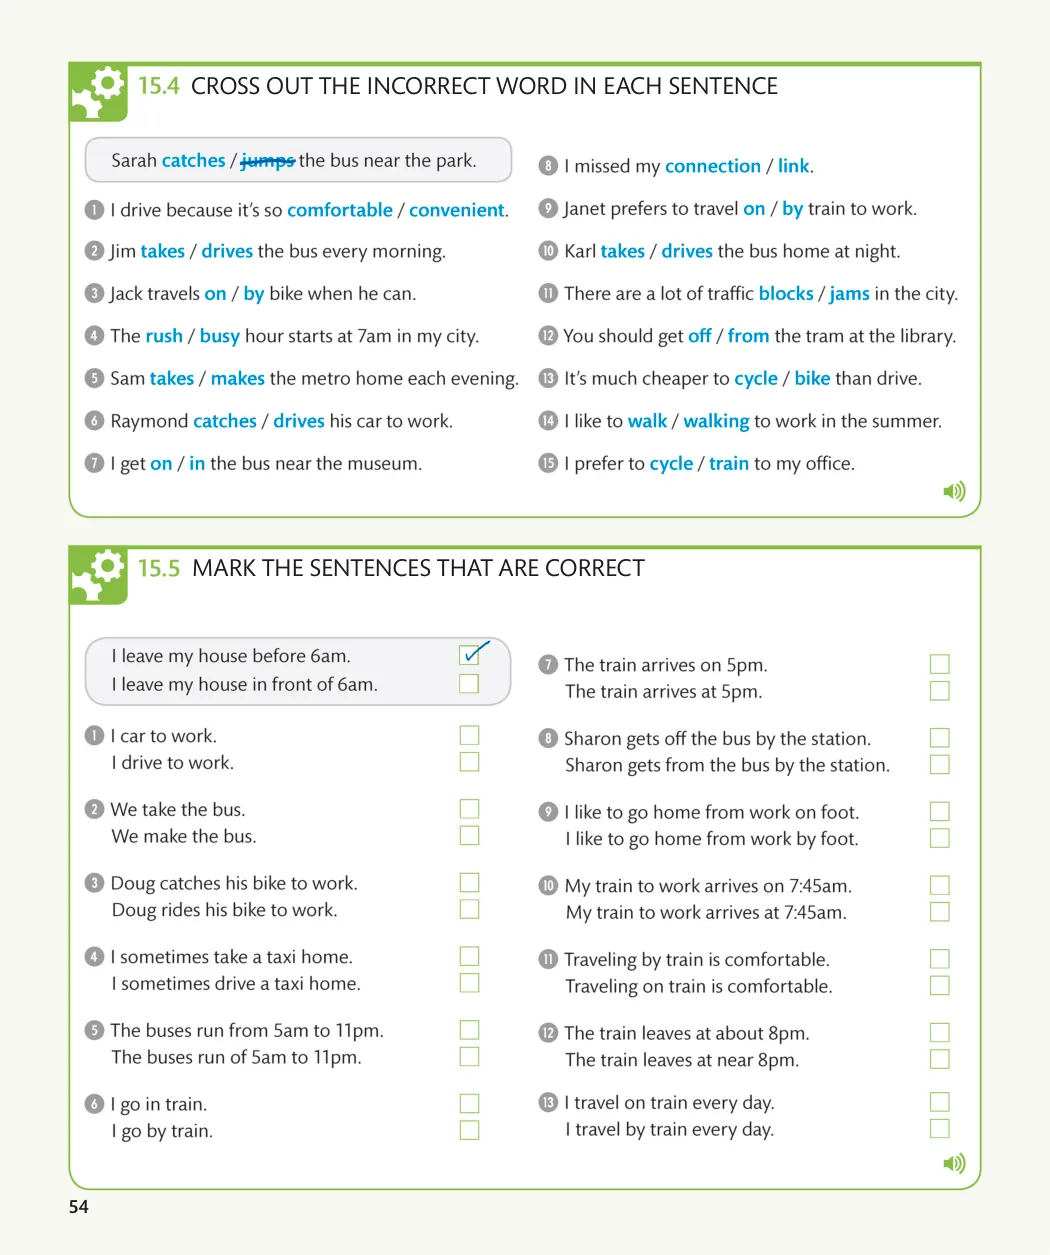 15.4 CROSS OUT THE INCORRECT WORD IN EACH SENTENCE
Sarah catches / jumps the bus near the park.
1 I drive because it's so comfortable / convenient.
2 Jim takes / drives the bus every morning.
3 Jack travels on / by bike when he can.
4 The rush / busy hour starts at 7am in my city.
5 Sam takes / makes the metro home each evening.
6 Raymond catches / drives his car to work.
7 I get on / in the bus near the museum.
8 I missed my connection / link.
9 Janet prefers to travel on / by train to work.
10 Karl takes / drives the bus home at night.
11 There are a lot of traffic blocks / jams in the city.
12 You should get off / from the tram at the library.
13 It's much cheaper to cycle / bike than drive.
14 I like to walk / walking to work in the summer.
15 I prefer to cycle / train to my office.
15.5 MARK THE SENTENCES THAT ARE CORRECT
I leave my house before 6am.
I leave my house in front of 6am.
1 I car to work.
I drive to work.
2 We take the bus.
We make the bus.
3 Doug catches his bike to work.
Doug rides his bike to work.
4 I sometimes take a taxi home.
I sometimes drive a taxi home.
5 The buses run from 5am to 11pm.
The buses run of 5am to 11pm.
6 I go in train.
I go by train.
7 The train arrives on 5pm.
The train arrives at 5pm.
8 Sharon gets off the bus by the station.
Sharon gets from the bus by the station.
9 I like to go home from work on foot.
I like to go home from work by foot.
10 My train to work arrives on 7:45am.
My train to work arrives at 7:45am.
11 Traveling by train is comfortable.
Traveling on train is comfortable.
12 The train leaves at about 8pm.
The train leaves at near 8pm.
13 I travel on train every day.
I travel by train every day.
54